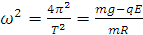 ω² = 4π²/T² = mg−qE/mR